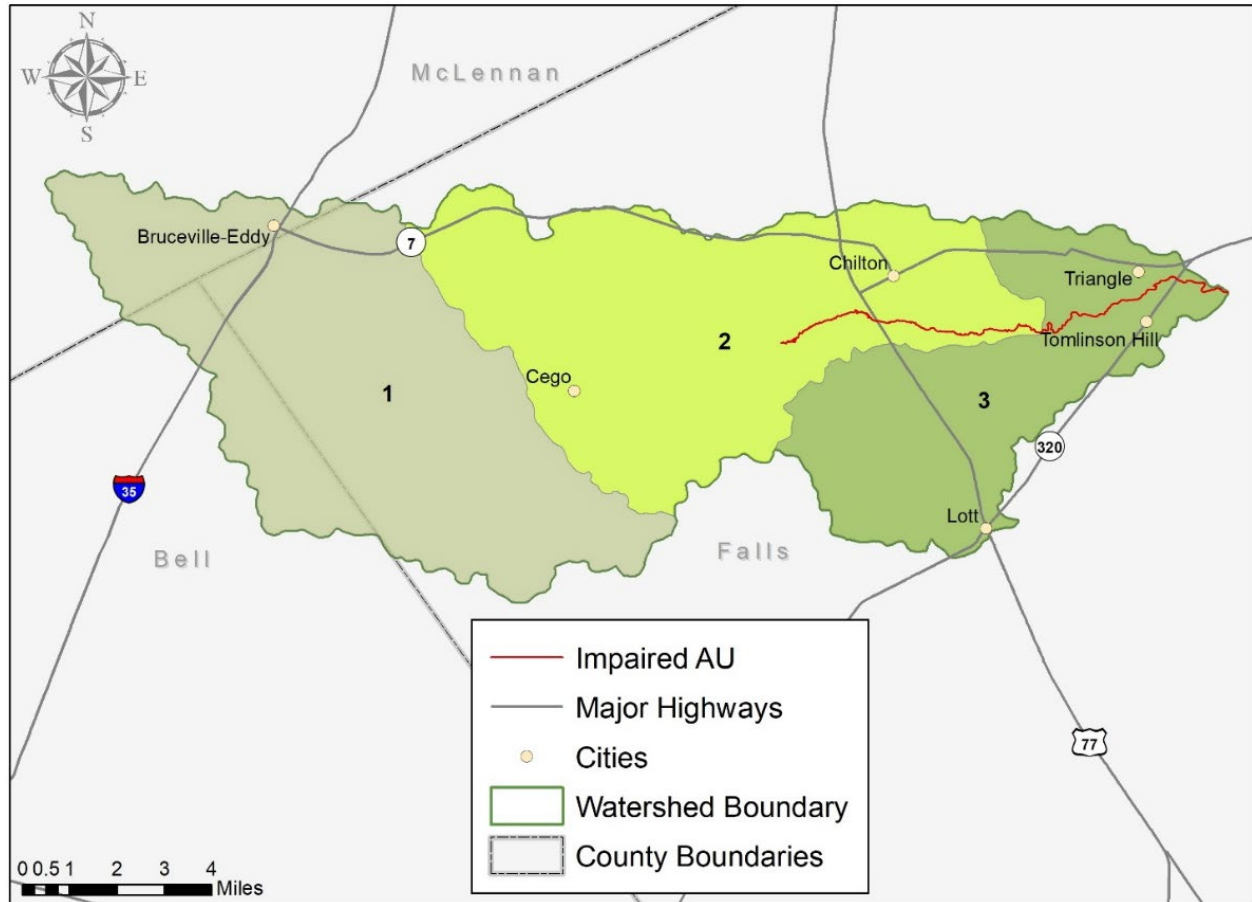 N
W E
S
McLennan
Bruceville-Eddy
7
Chilton
Triangle
Tomlinson Hill
2
Cego
1
3
320
35
Lott
Bell
Falls
77
Impaired AU
Major Highways
Cities
Watershed Boundary
County Boundaries
0 0.5 1 2 3 4
Miles